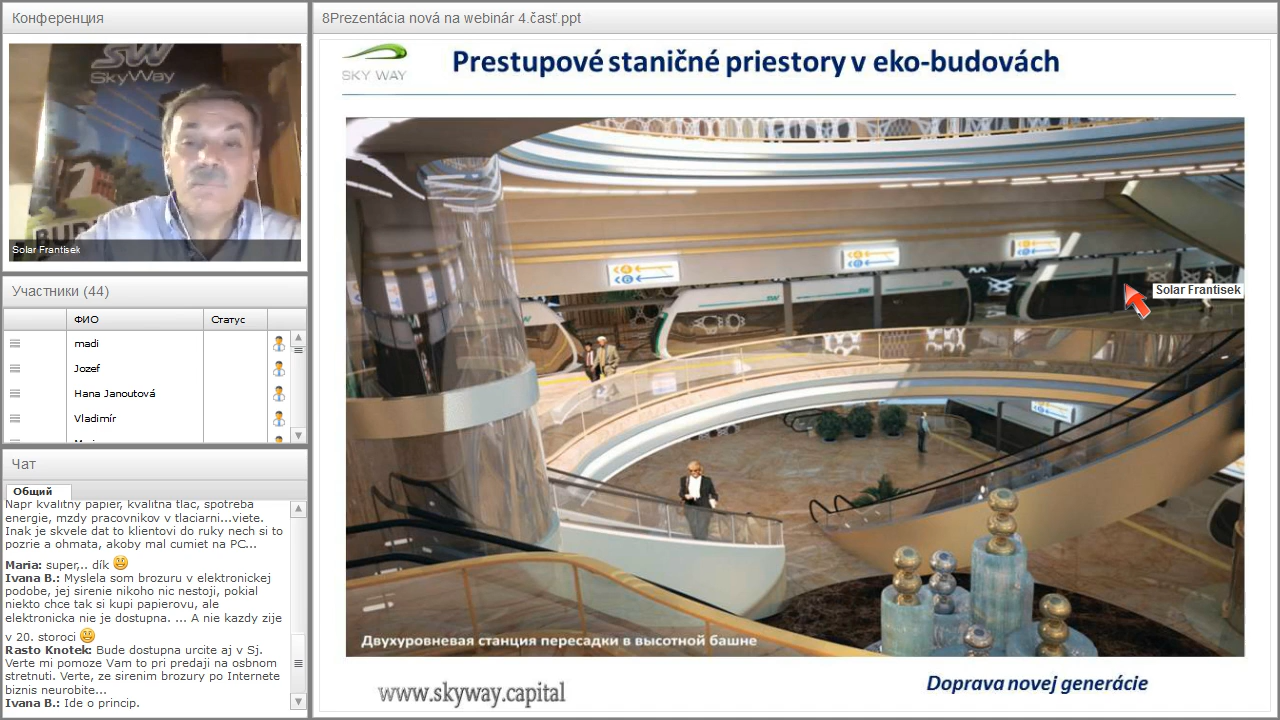 Конференция
SW
SkyWay
BUD
Solar Frantisek
Участники (44)
ФИО
Статус
madi
Jozef
Hana Janoutová
Vladimír
Чат
Общий
Napr kvalitny papier, kvalitna tlac, spotreba
energie, mzdy pracovnikov v tlaciarni...viete.
Inak je skvele dat to klientovi do ruky nech si to
pozrie a ohmata, akoby mal cumiet na PC...
Maria: super,.. dík
Ivana B.: Myslela som brozuru v elektronickej
podobe, jej sirenie nikoho nic nestoji, pokial
niekto chce tak si kupi papierovu, ale
elektronicka nie je dostupna. ... A nie kazdy zije
v 20. storoci
Rasto Knotek: Bude dostupna urcite aj v Sj.
Verte mi pomoze Vam to pri predaji na osbnom
stretnuti. Verte, ze sirenim brozury po Internete
biznis neurobite...
Ivana B.: Ide o princip.
8Prezentácia nová na webinár 4.časť.ppt
SKY WAY
Prestupové staničné priestory v eko-budovách
Solar Frantisek
Двухуровневая станция пересадки в высотной башне
www.skyway.capital
Doprava novej generácie